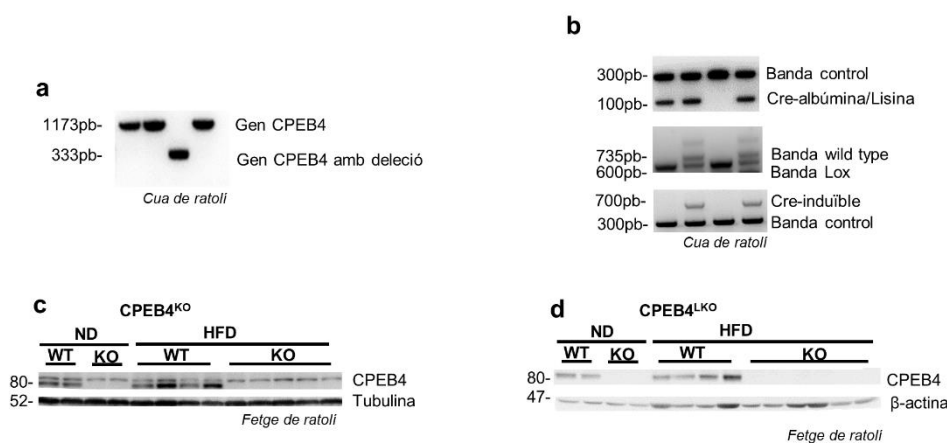 a
1173pb-
Gen CPEB4
333pb-
Gen CPEB4 amb deleció
Cua de ratolí
b
300pb-
Banda control
100pb-
Cre-albúmina/Lisina
735pb-
Banda wild type
600pb-
Banda Lox
700pb-
Cre-induïble
300pb-
Banda control
Cua de ratolí
c
CPEB4KO
ND
HFD
WT
KO
WT
KO
80-
CPEB4
52-
Tubulina
Fetge de ratolí
d
CPEB4LKO
ND
HFD
WT
KO
WT
KO
80-
CPEB4
47-
β-actina
Fetge de ratolí